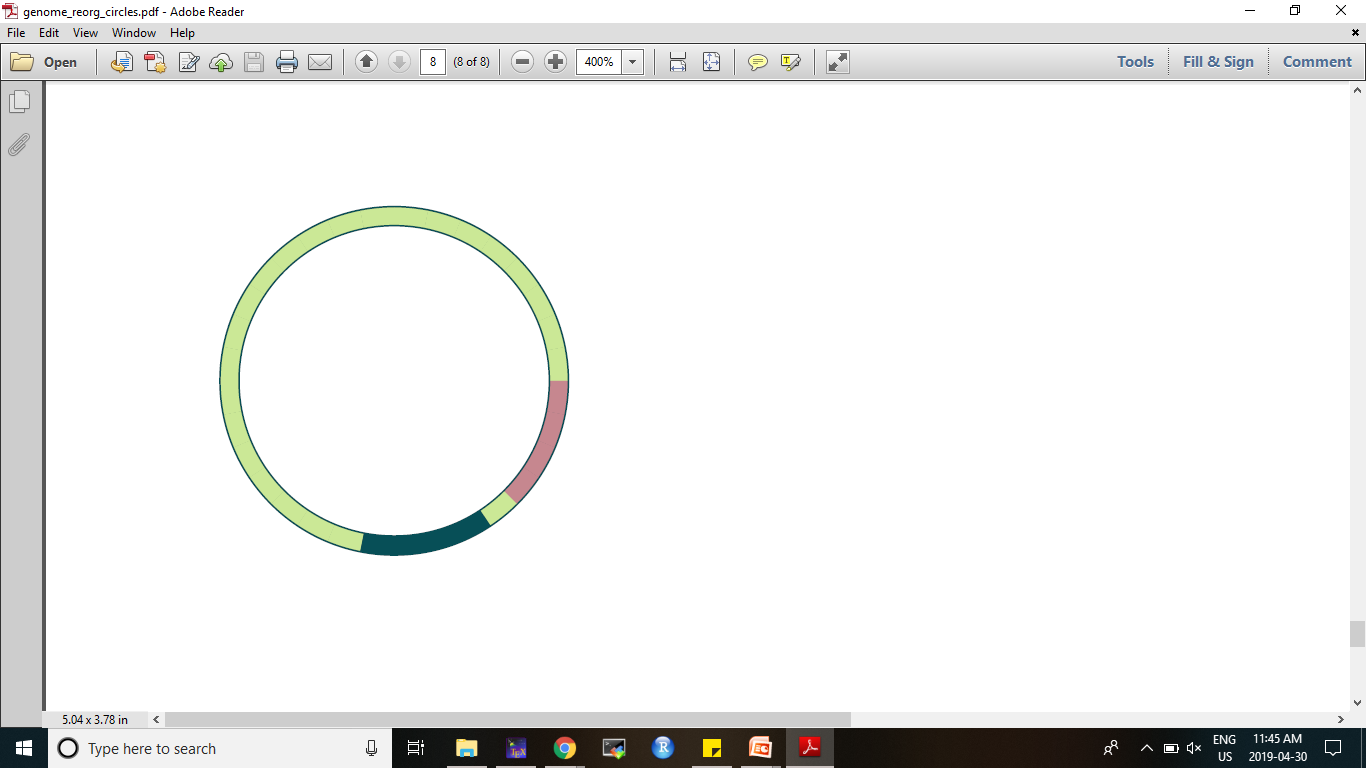 genome_reorg_circles.pdf - Adobe Reader
File Edit View Window Help
Open 8 (8 of 8) 400% Tools Fill & Sign Comment
5.04 x 3.78 in
Type here to search
ENG 11:45 AM
US 2019-04-30